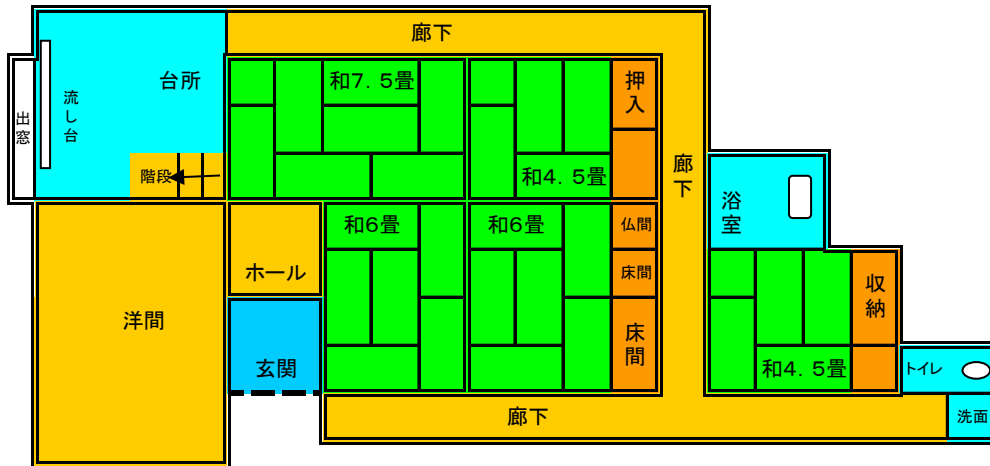 廊下
台所
和7. 5畳
押入
流し台
出窓
階段
和4. 5畳
廊下
浴室
和6畳
和6畳
仏間
ホール
床間
収納
洋間
床間
玄関
和4. 5畳
トイレ
廊下
洗面